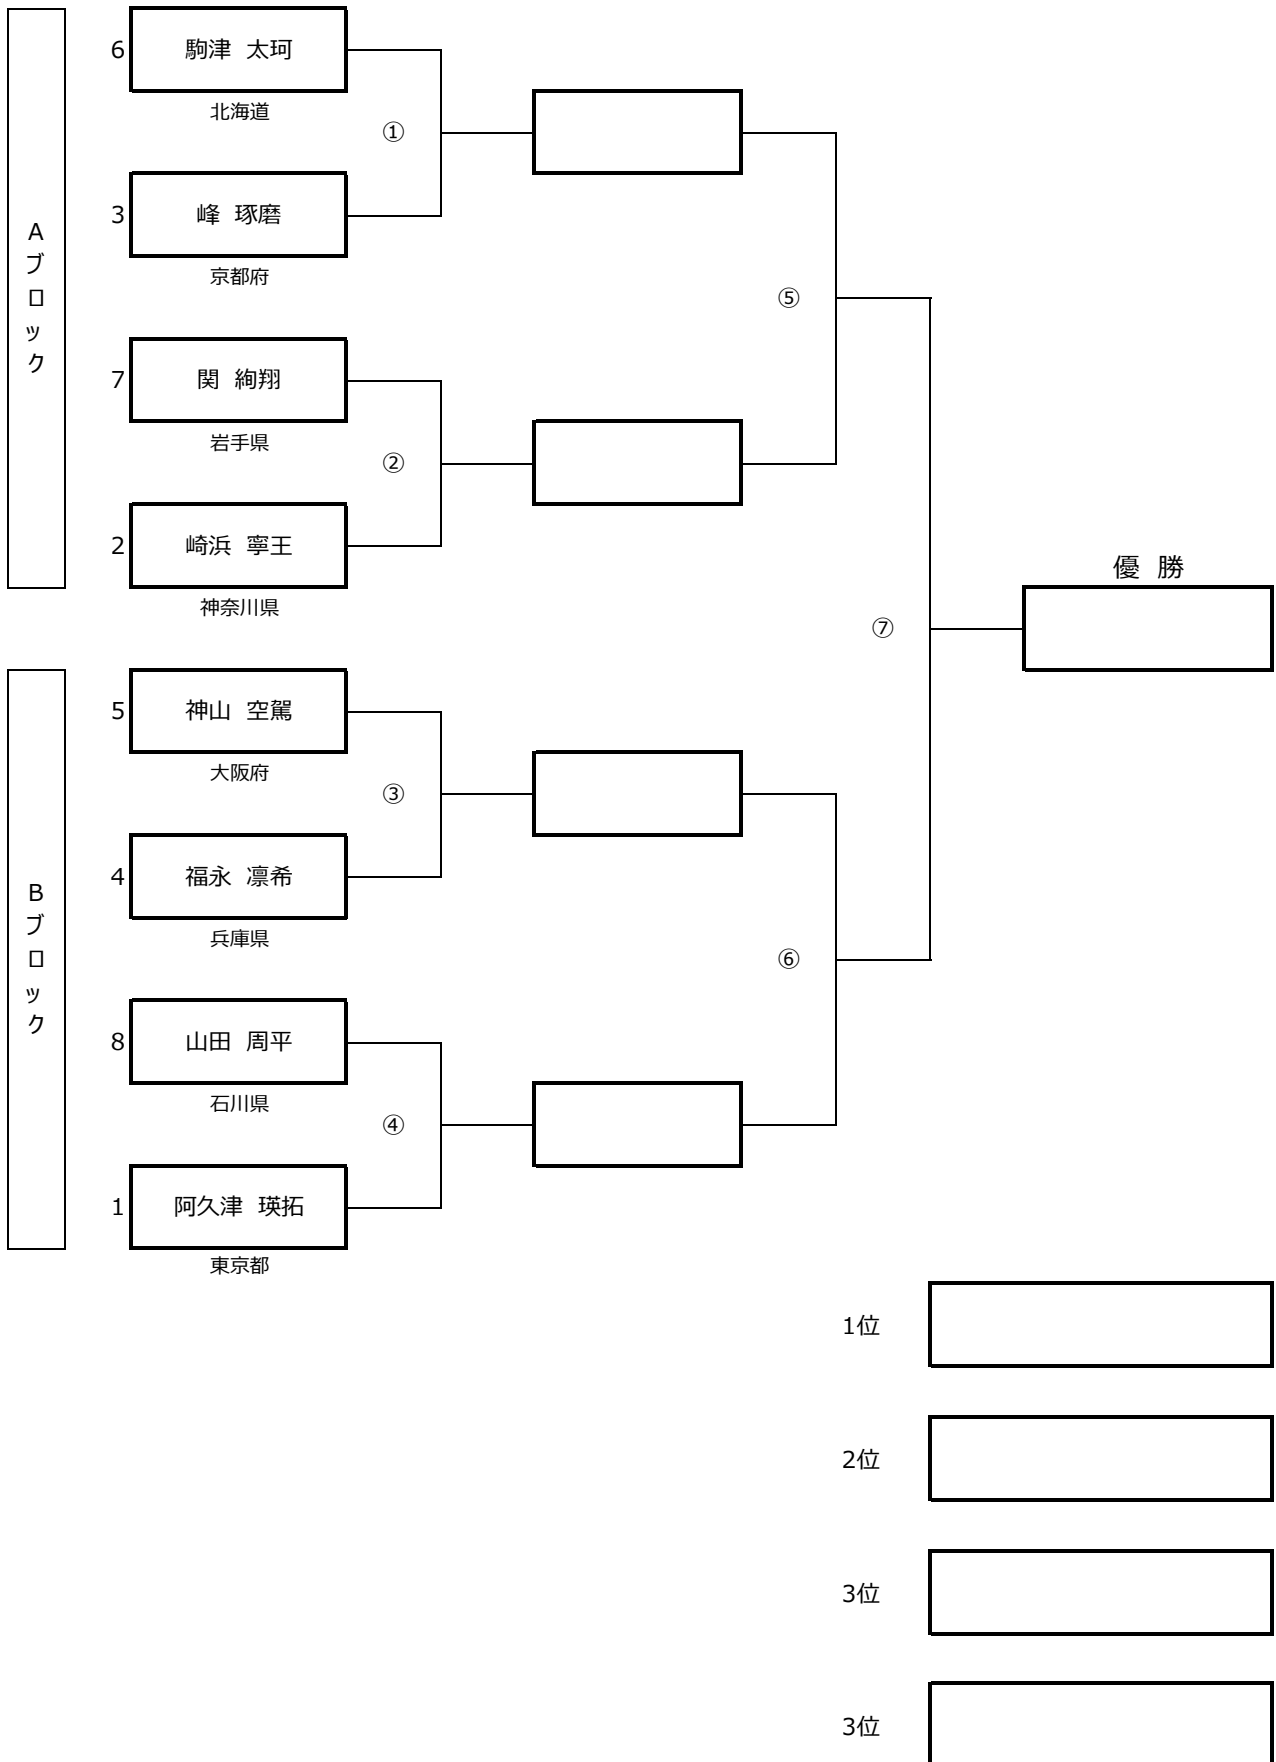 Aブロック
6
駒津 太珂
北海道
①
3
峰 琢磨
京都府
⑤
7
関 絢翔
岩手県
②
2
崎浜 寧王
神奈川県
優 勝
⑦
Bブロック
5
神山 空駕
大阪府
③
4
福永 凛希
兵庫県
⑥
8
山田 周平
石川県
④
1
阿久津 瑛拓
東京都
1位
2位
3位
3位